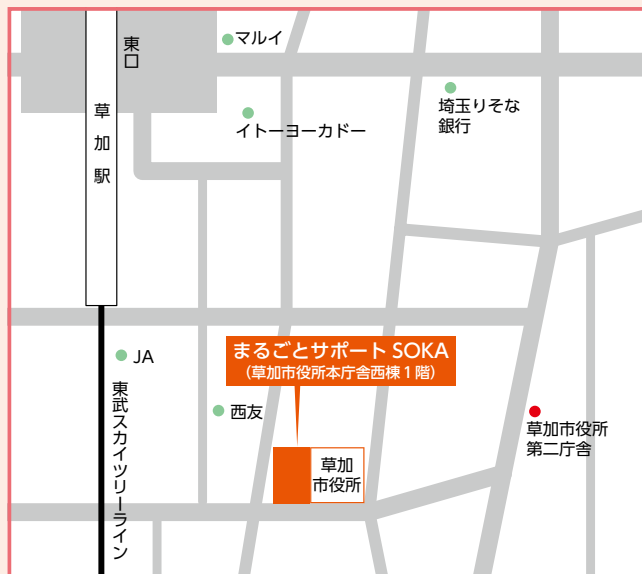 マルイ
東口
草加駅
埼玉りそな
銀行
イトーヨーカドー
まるごとサポート SOKA
（草加市役所本庁舎西棟１階）
JA
東武スカイツリーライン
西友
草加市役所
第二庁舎
草加
市役所